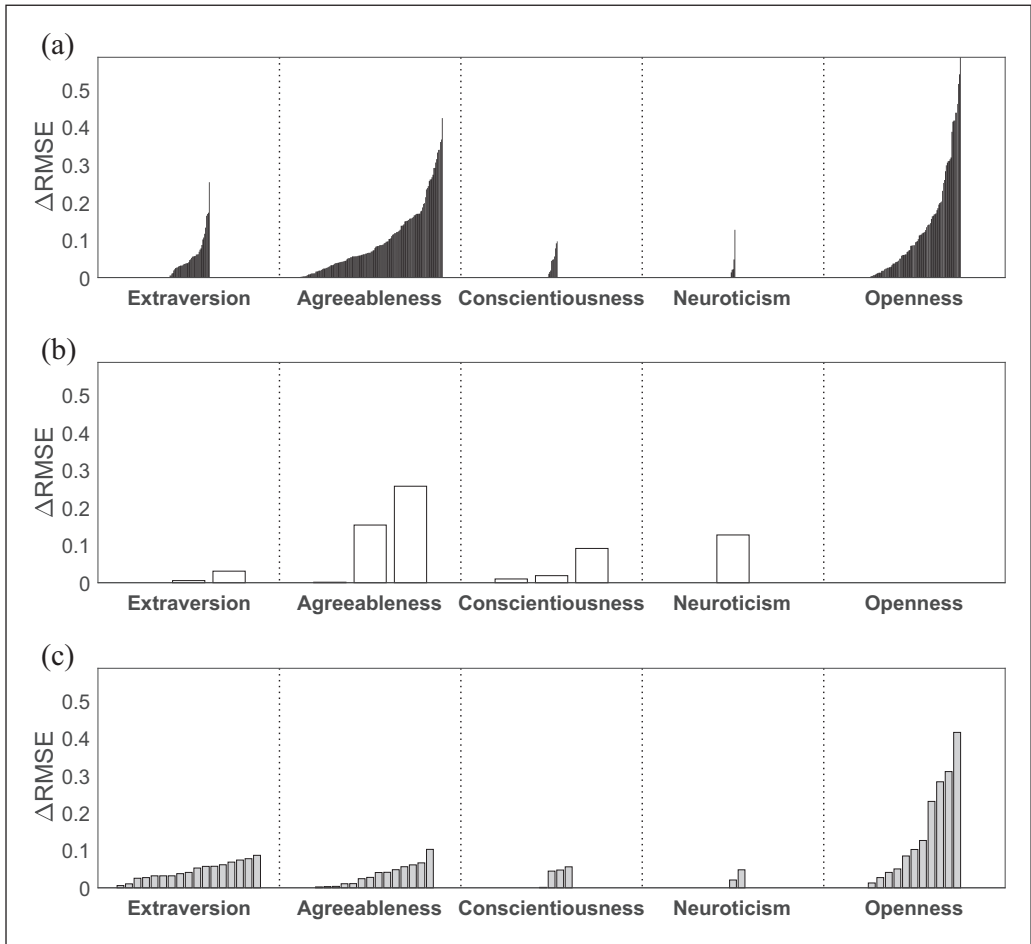 (a)
0.5
0.4
0.3
0.2
0.1
0
ΔRMSE
Extraversion Agreeableness Conscientiousness Neuroticism Openness
(b)
0.5
0.4
0.3
0.2
0.1
0
ΔRMSE
Extraversion Agreeableness Conscientiousness Neuroticism Openness
(c)
0.5
0.4
0.3
0.2
0.1
0
ΔRMSE
Extraversion Agreeableness Conscientiousness Neuroticism Openness